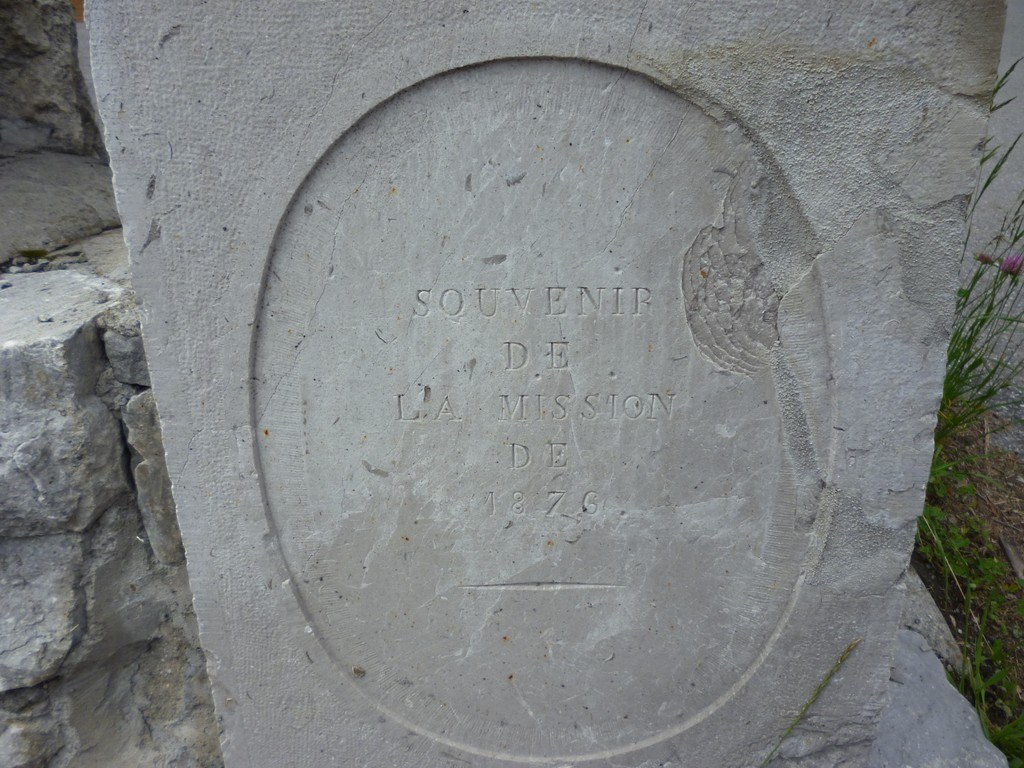 SOUVENIR
DE
LA MISSION
DE
1876